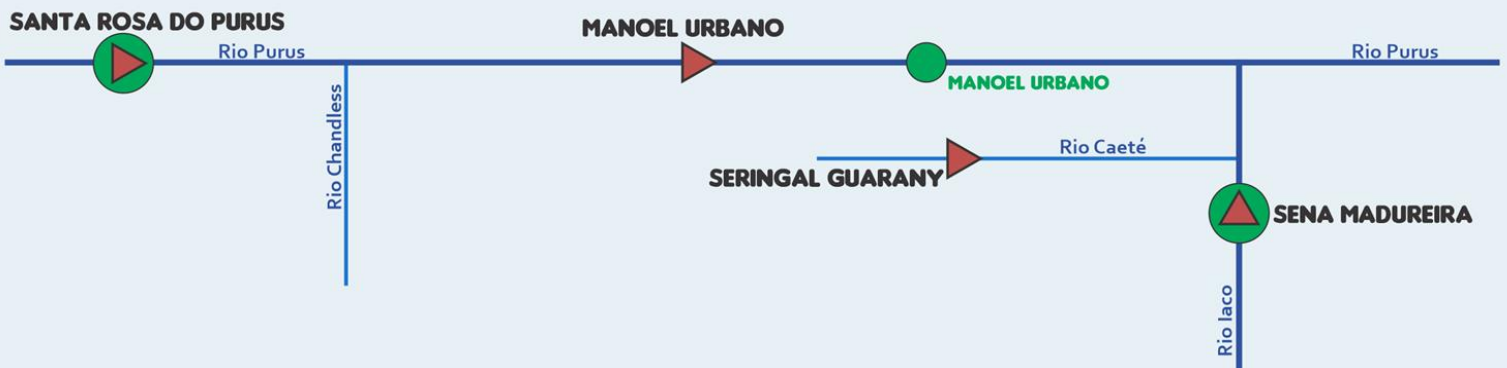 SANTA ROSA DO PURUS
MANOEL URBANO
Rio Purus
Rio Purus
MANOEL URBANO
Rio Chandless
Rio Caeté
SERINGAL GUARANY
SENA MADUREIRA
Rio Iaco